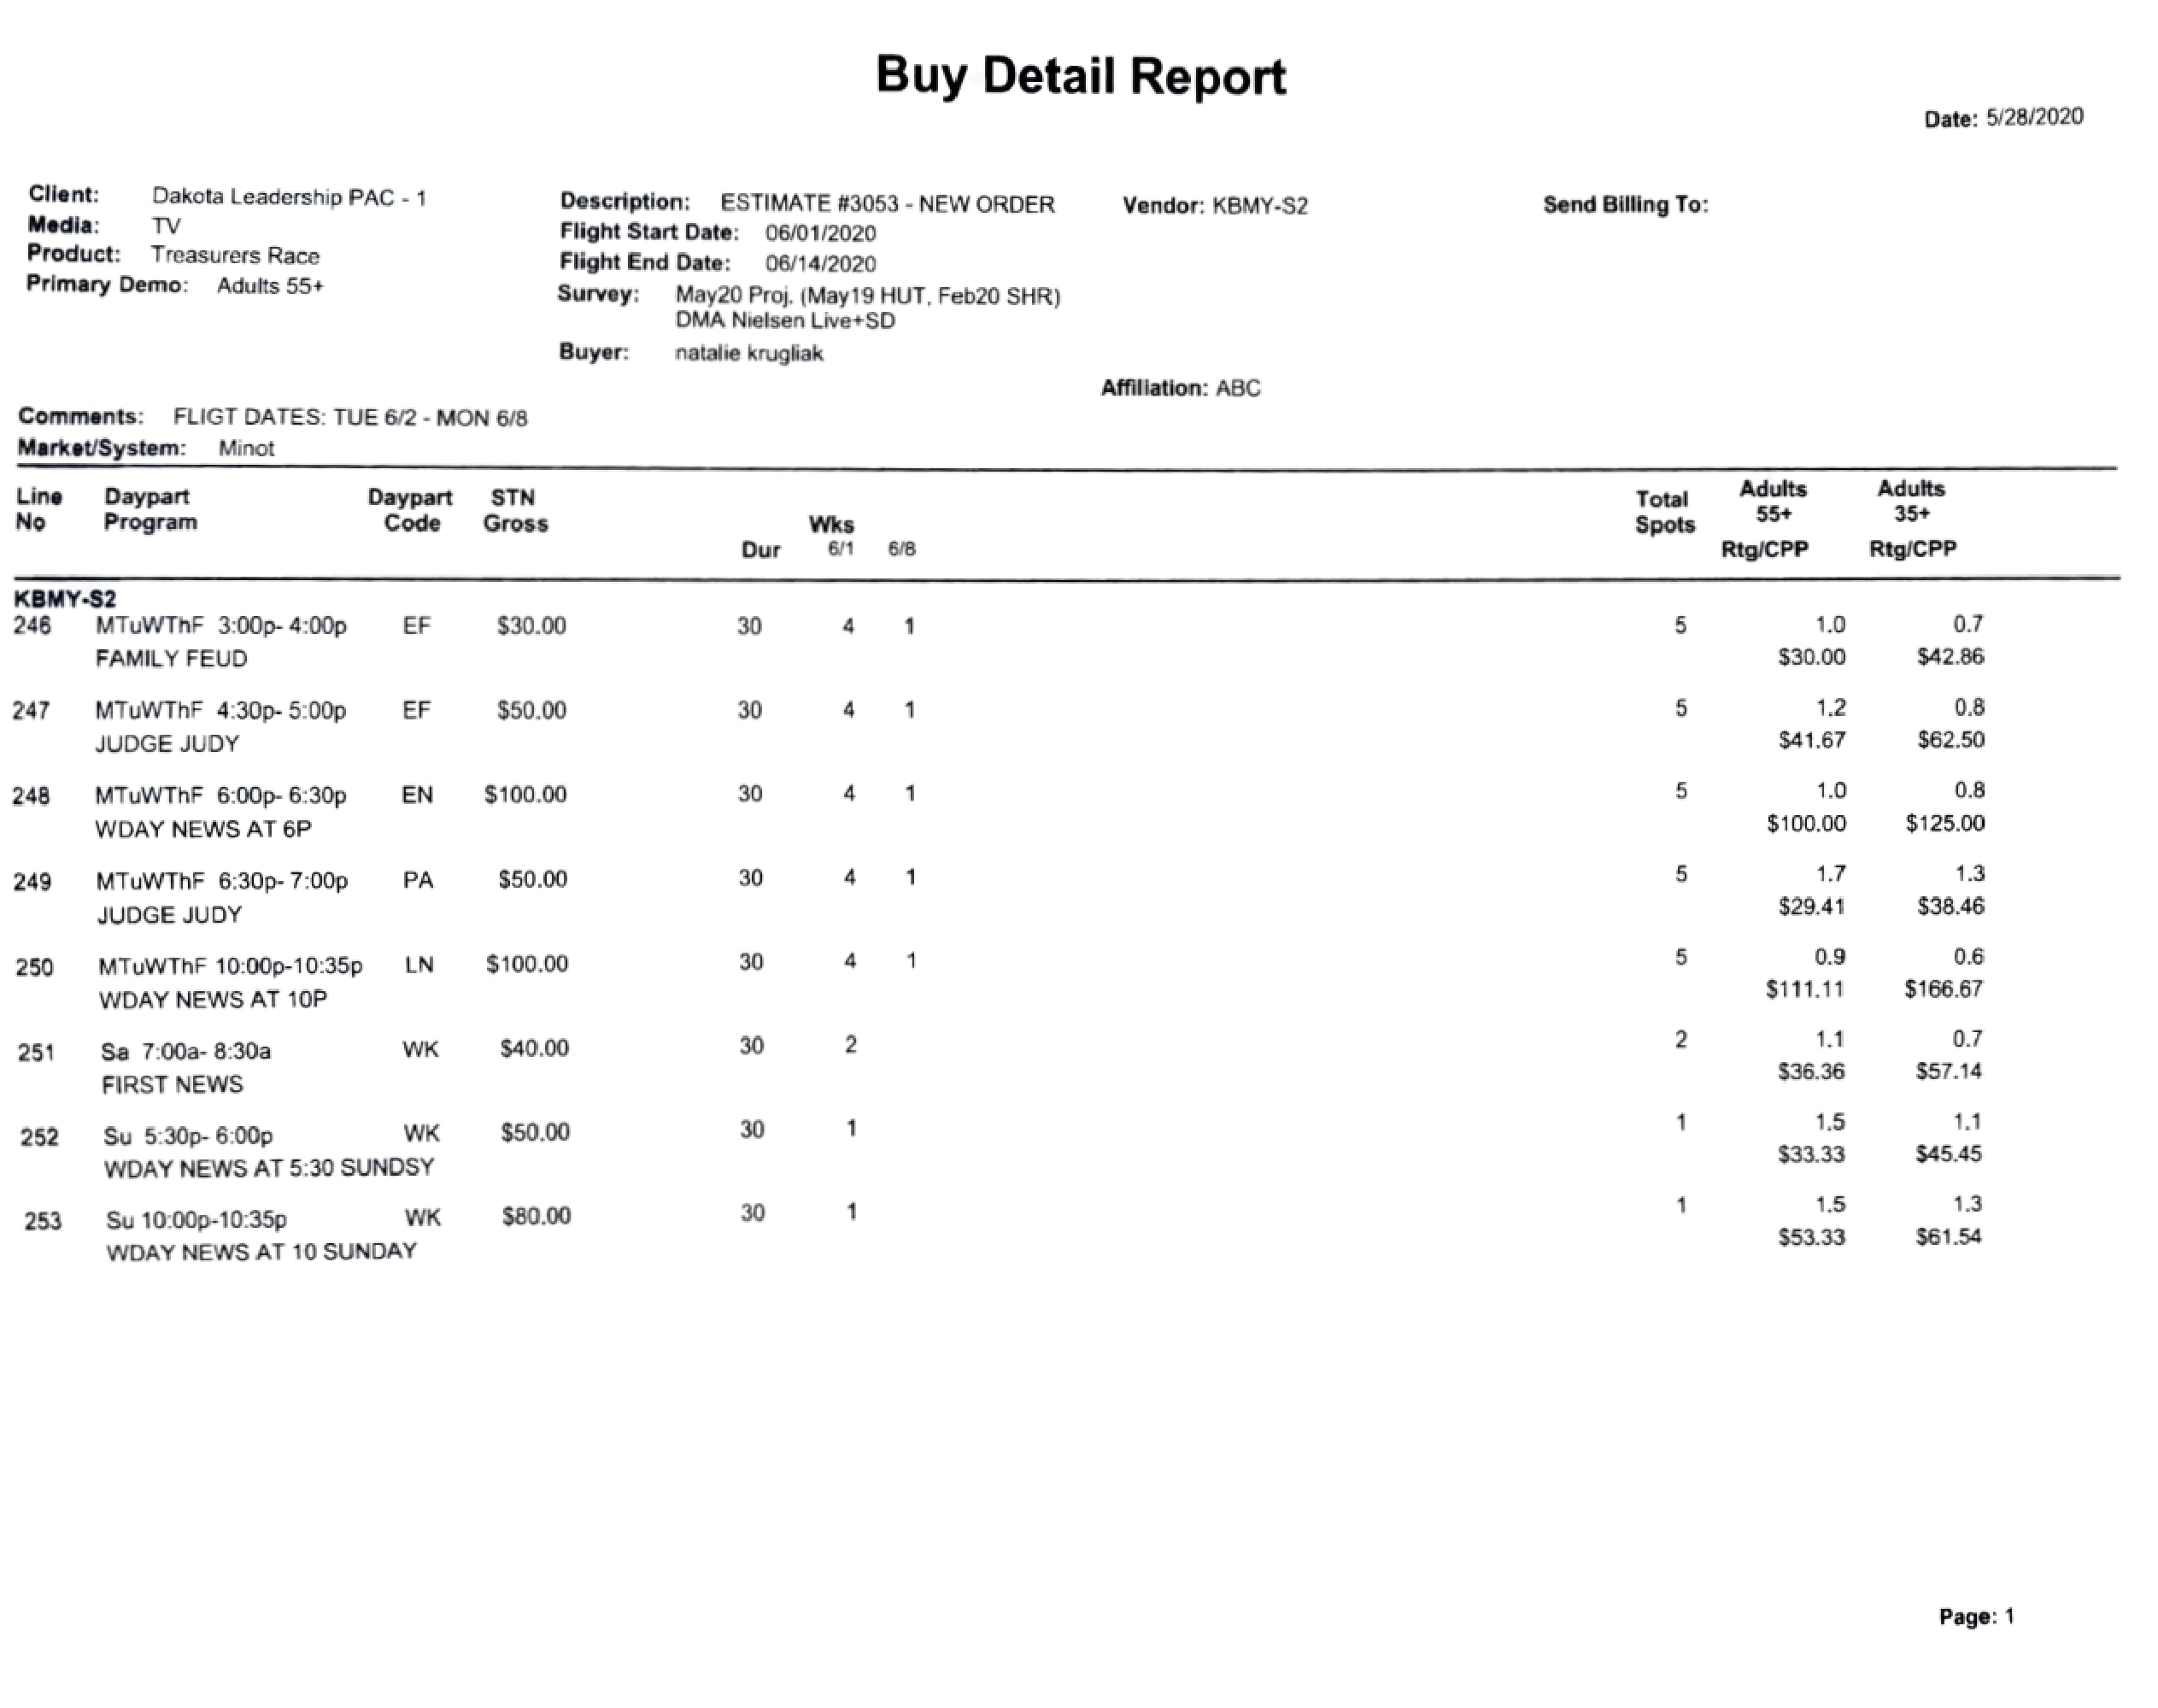 Buy Detail Report
Date: 5/28/2020
Client: Dakota Leadership PAC - 1
Media: TV
Product: Treasurers Race
Primary Demo: Adults 55+
Description: ESTIMATE #3053 - NEW ORDER
Flight Start Date: 06/01/2020
Flight End Date: 06/14/2020
Survey: May20 Proj. (May19 HUT, Feb20 SHR)
DMA Nielsen Live+SD
Buyer: natalie krugliak
Vendor: KBMY-S2
Send Billing To:
Affiliation: ABC
Comments: FLIGT DATES: TUE 6/2 - MON 6/8
Market/System: Minot
Line Daypart Daypart STN Total Adults Adults
No Program Code Gross Wks Spots 55+ 35+
Dur 6/1 6/8 Rtg/CPP Rtg/CPP
KBMY-S2
246 MTuWThF 3:00p- 4:00p EF $30.00 30 4 1 5 1.0 0.7
FAMILY FEUD $30.00 $42.86
247 MTuWThF 4:30p- 5:00p EF $50.00 30 4 1 5 1.2 0.8
JUDGE JUDY $41.67 $62.50
248 MTuWThF 6:00p- 6:30p EN $100.00 30 4 1 5 1.0 0.8
WDAY NEWS AT 6P $100.00 $125.00
249 MTuWThF 6:30p- 7:00p PA $50.00 30 4 1 5 1.7 1.3
JUDGE JUDY $29.41 $38.46
250 MTuWThF 10:00p-10:35p LN $100.00 30 4 1 5 0.9 0.6
WDAY NEWS AT 10P $111.11 $166.67
251 Sa 7:00a- 8:30a WK $40.00 30 2 2 1.1 0.7
FIRST NEWS $36.36 $57.14
252 Su 5:30p- 6:00p WK $50.00 30 1 1 1.5 1.1
WDAY NEWS AT 5:30 SUNDSY $33.33 $45.45
253 Su 10:00p-10:35p WK $80.00 30 1 1 1.5 1.3
WDAY NEWS AT 10 SUNDAY $53.33 $61.54
Page: 1